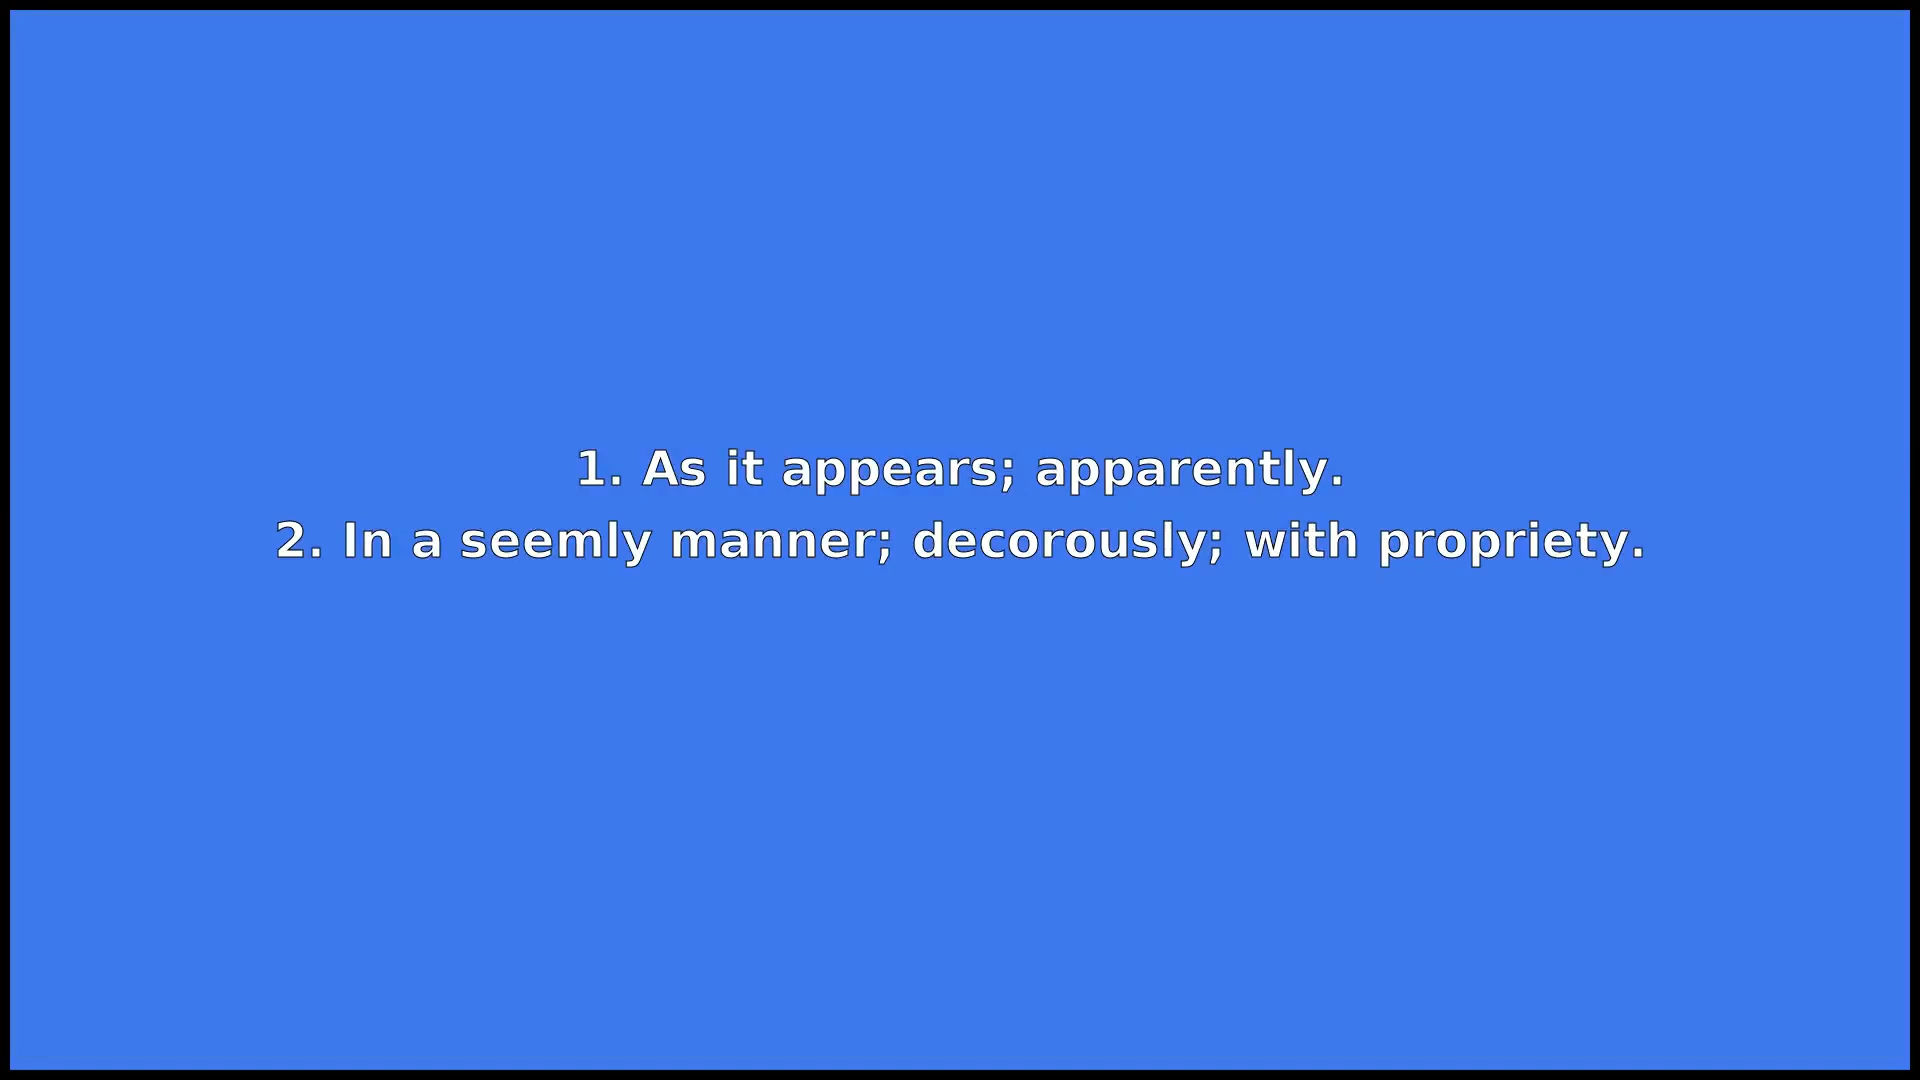 1. As it appears; apparently.
2. In a seemly manner; decorously; with propriety.